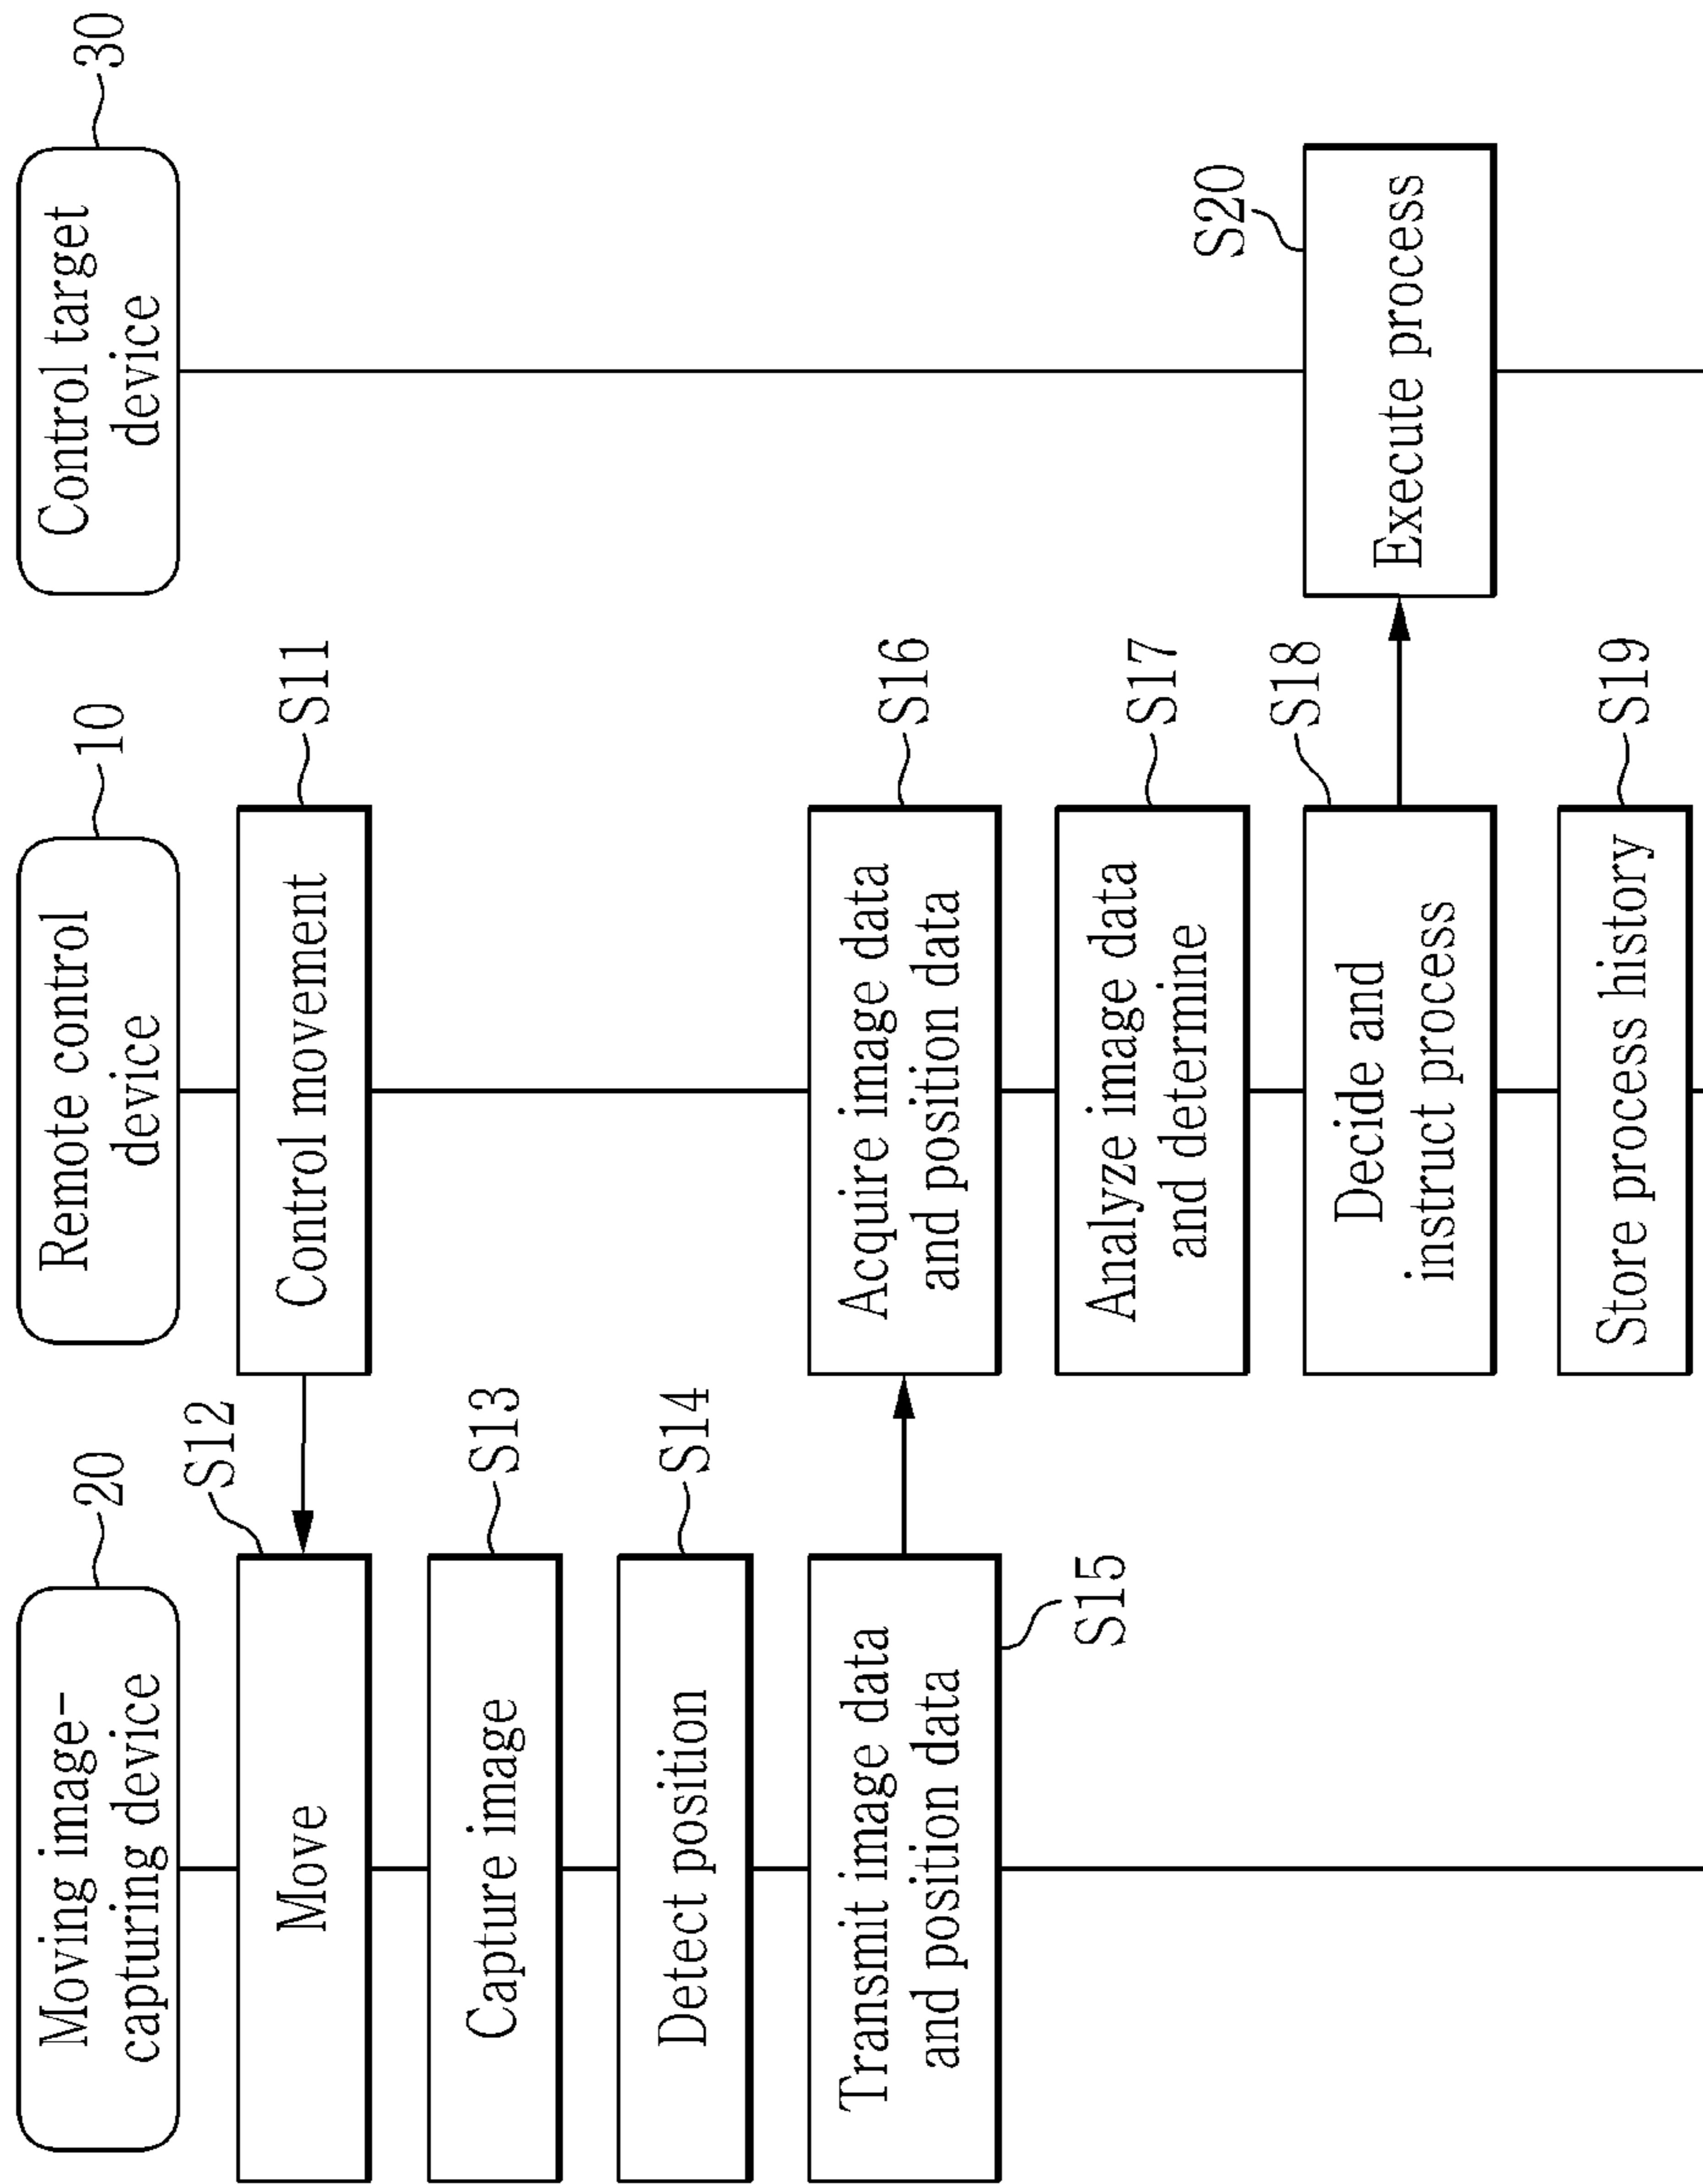 20
Moving image-
capturing device
10
Remote control
device
30
Control target
device
S11
Control movement
S12
Move
S13
Capture image
S14
Detect position
Transmit image data
and position data
S15
S16
Acquire image data
and position data
S17
Analyze image data
and determine
S18
Decide and
instruct process
S20
Execute process
S19
Store process history